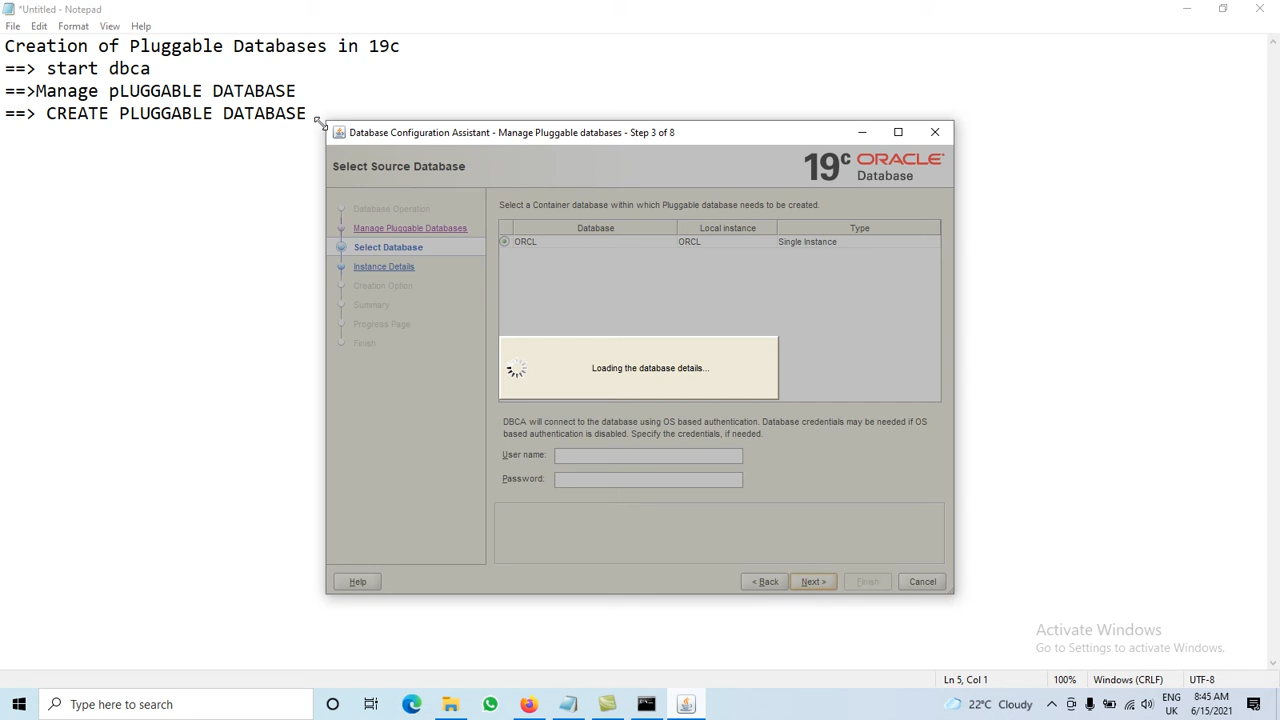 *Untitled - Notepad
File Edit Format View Help
Creation of Pluggable Databases in 19c
==> start dbca
==>Manage pLUGGABLE DATABASE
==> CREATE PLUGGABLE DATABASE
Database Configuration Assistant - Manage Pluggable databases - Step 3 of 8
Select Source Database
19c ORACLE Database
Database Operation
Manage Pluggable Databases
Select Database
Instance Details
Creation Option
Summary
Progress Page
Finish
Select a Container database within which Pluggable database needs to be created.
Database Local instance Type
ORCL ORCL Single Instance
Loading the database details...
DBCA will connect to the database using OS based authentication. Database credentials may be needed if OS
based authentication is disabled. Specify the credentials, if needed.
User name:
Password:
Help < Back Next > Finish Cancel
Activate Windows
Go to Settings to activate Windows.
Ln 5, Col 1 100% Windows (CRLF) UTF-8
Type here to search
22°C Cloudy
ENG
UK
8:45 AM
6/15/2021